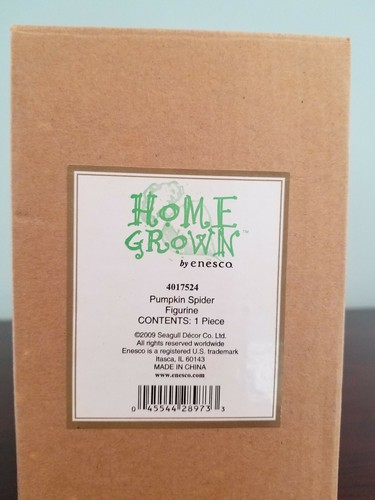 HOME
GROWN™
by enesco.
4017524
Pumpkin Spider
Figurine
CONTENTS: 1 Piece
©2009 Seagull Décor Co. Ltd.
All rights reserved worldwide
Enesco is a registered U.S. trademark
Itasca, IL 60143
MADE IN CHINA
www.enesco.com
0 45544 28973 3